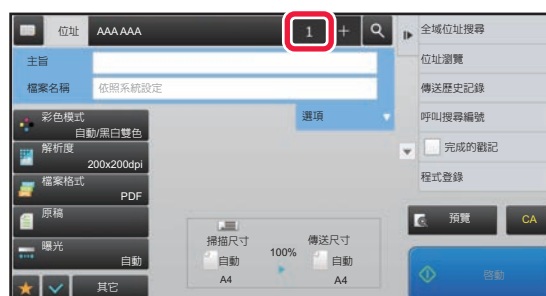 位址 AAA AAA 1 +
主旨
檔案名稱 依照系統設定
選項
彩色模式
自動/黑白雙色
解析度
200x200dpi
檔案格式
PDF
原稿
曝光
自動
其它
掃描尺寸
自動
A4
100%
傳送尺寸
自動
A4
全域位址搜尋
位址瀏覽
傳送歷史記錄
呼叫搜尋編號
完成的戳記
程式登錄
預覽
CA
啓動